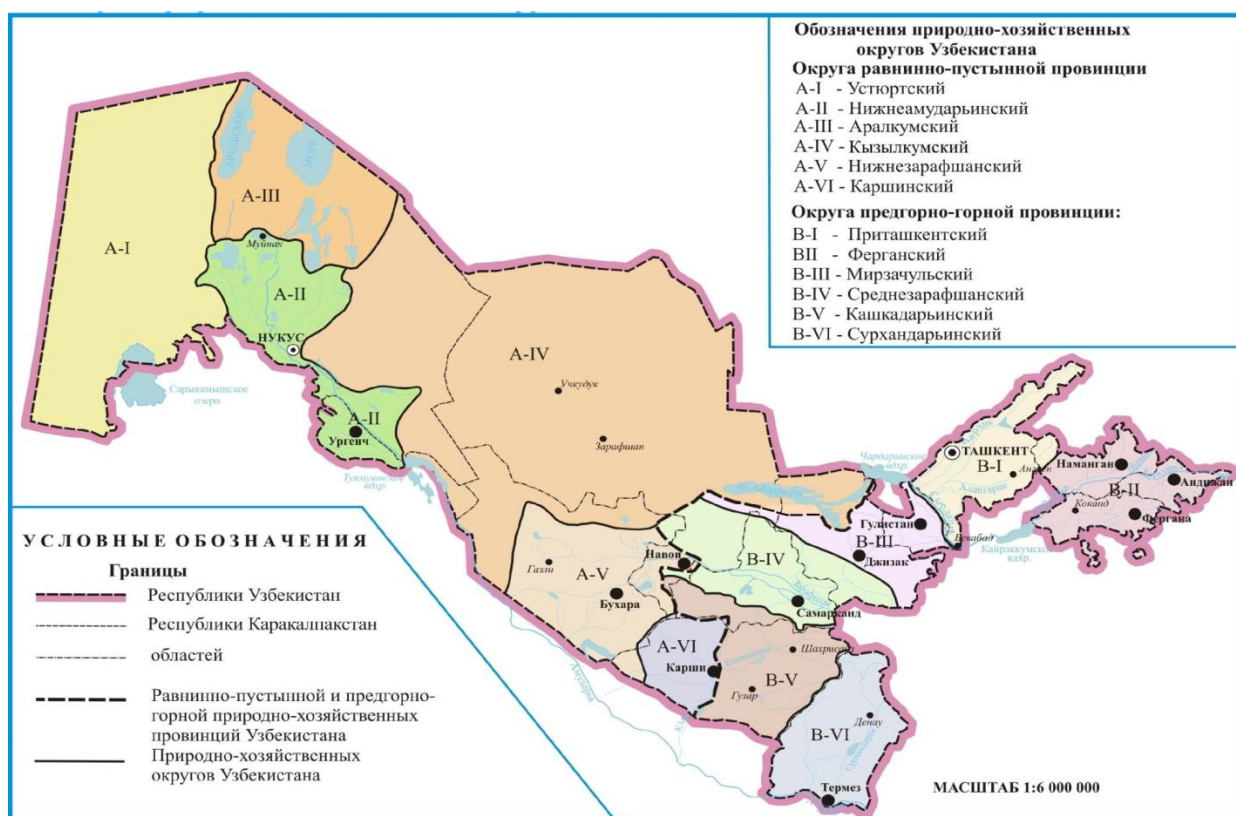 Обозначения природно-хозяйственных
округов Узбекистана
Округа равнинно-пустынной провинции
А-I - Устюртский
А-II - Нижнеамударьинский
А-III - Аралкумский
А-IV - Кызылкумский
А-V - Нижнезарафшанский
А-VI - Каршинский
Округа предгорно-горной провинции:
В-I - Приташкентский
ВII - Ферганский
В-III - Мирзачульский
В-IV - Среднезарафшанский
В-V - Кашкадарьинский
В-VI - Сурхандарьинский
АРАЛЬСКОЕ
МОРЕ
А-III
А-I
Муйнак
А-II
НУКУС
А-IV
Сарыкамышское
озеро
Учкудук
А-II
Ургенч
Зарафшан
Туямуюнское
вдхр.
Чардаринское
вдхр.
ТАШКЕНТ
В-I
Наманган
В-II
Андижан
Коканд
Фергана
Гулистан
Бекабад
Кайраккумское
вдхр.
В-III
Джизак
Навои
В-IV
Газли
А-V
Бухара
Самарканд
А-VI
Карши
В-V
Гузар
Амударья
В-VI
Денау
Термез
УСЛОВНЫЕ ОБОЗНАЧЕНИЯ
Границы
Республики Узбекистан
Республики Каракалпакстан
областей
Равнинно-пустынной и предгорно-
горной природно-хозяйственных
провинций Узбекистана
Природно-хозяйственных
округов Узбекистана
МАСШТАБ 1:6 000 000